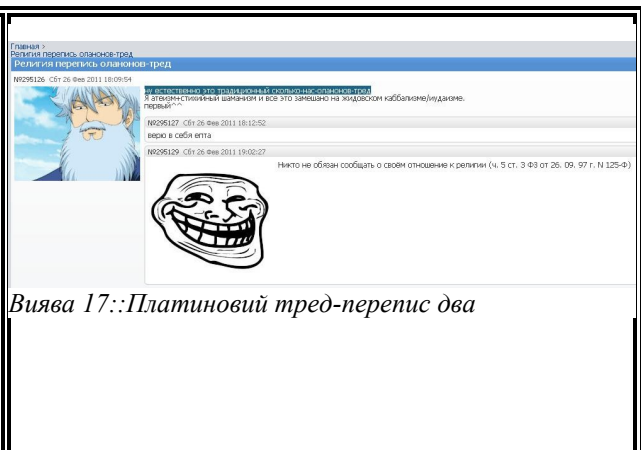 Главная >
Религия перепись оланонов-тред
Религия перепись оланонов-тред
№295126 Сбт 26 Фев 2011 18:09:54
ну естественно это традиционный сколько-нас-оланонов-тред
Я атеизм+стихийный шаманизм и все это замешано на жидовском каббализме/иудаизме.
первый^^
№295127 Сбт 26 Фев 2011 18:12:52
верю в себя епта
№295129 Сбт 26 Фев 2011 19:02:27
Никто не обязан сообщать о своём отношение к религии (ч. 5 ст. 3 ФЗ от 26. 09. 97 г. N 125-Ф)
Виява 17::Платиновий тред-перепис два